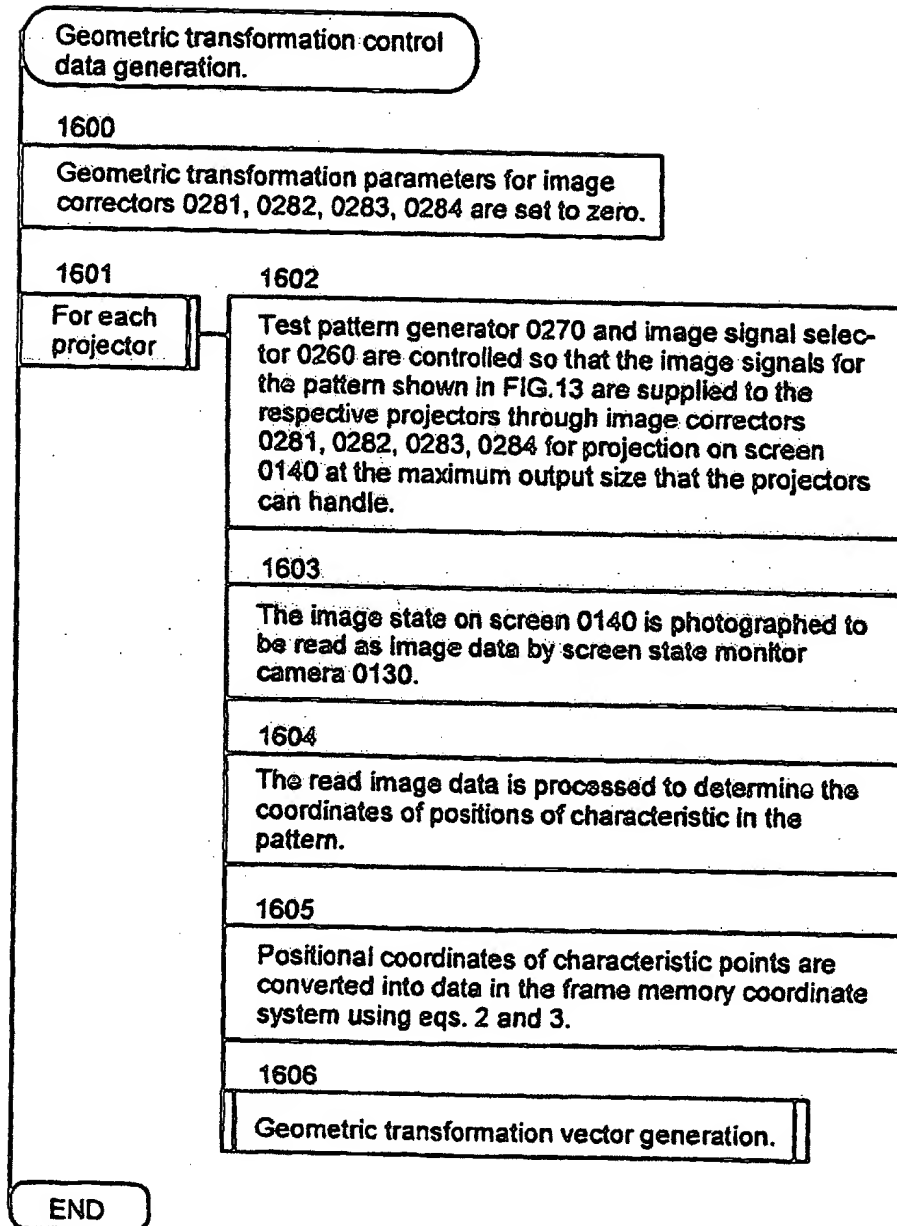 Geometric transformation control
data generation.
1600
Geometric transformation parameters for image
correctors 0281, 0282, 0283, 0284 are set to zero.
1601
For each
projector
1602
Test pattern generator 0270 and image signal selec-
tor 0260 are controlled so that the image signals for
the pattern shown in FIG.13 are supplied to the
respective projectors through image correctors
0281, 0282, 0283, 0284 for projection on screen
0140 at the maximum output size that the projectors
can handle.
1603
The image state on screen 0140 is photographed to
be read as image data by screen state monitor
camera 0130.
1604
The read image data is processed to determine the
coordinates of positions of characteristic in the
pattern.
1605
Positional coordinates of characteristic points are
converted into data in the frame memory coordinate
system using eqs. 2 and 3.
1606
Geometric transformation vector generation.
END